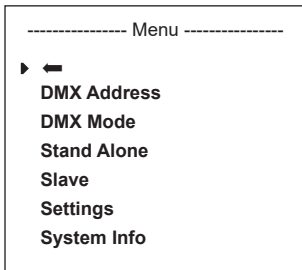 ---------------- Menu ----------------
DMX Address
DMX Mode
Stand Alone
Slave
Settings
System Info